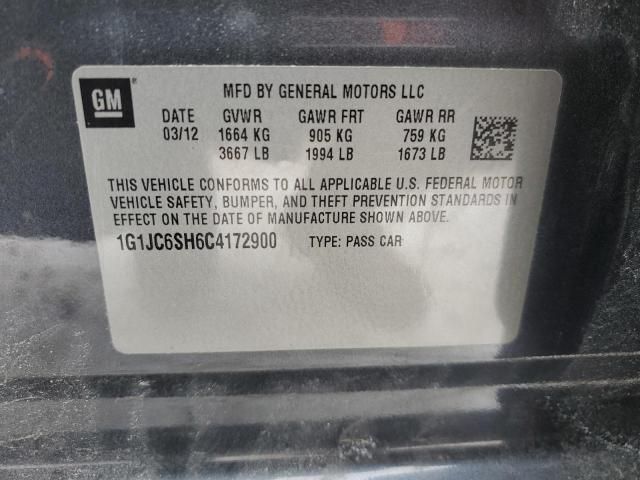 GM
MFD BY GENERAL MOTORS LLC
DATE GVWR GAWR FRT GAWR RR
03/12 1664 KG 905 KG 759 KG
3667 LB 1994 LB 1673 LB
THIS VEHICLE CONFORMS TO ALL APPLICABLE U.S. FEDERAL MOTOR
VEHICLE SAFETY, BUMPER, AND THEFT PREVENTION STANDARDS IN
EFFECT ON THE DATE OF MANUFACTURE SHOWN ABOVE.
1G1JC6SH6C4172900 TYPE: PASS CAR